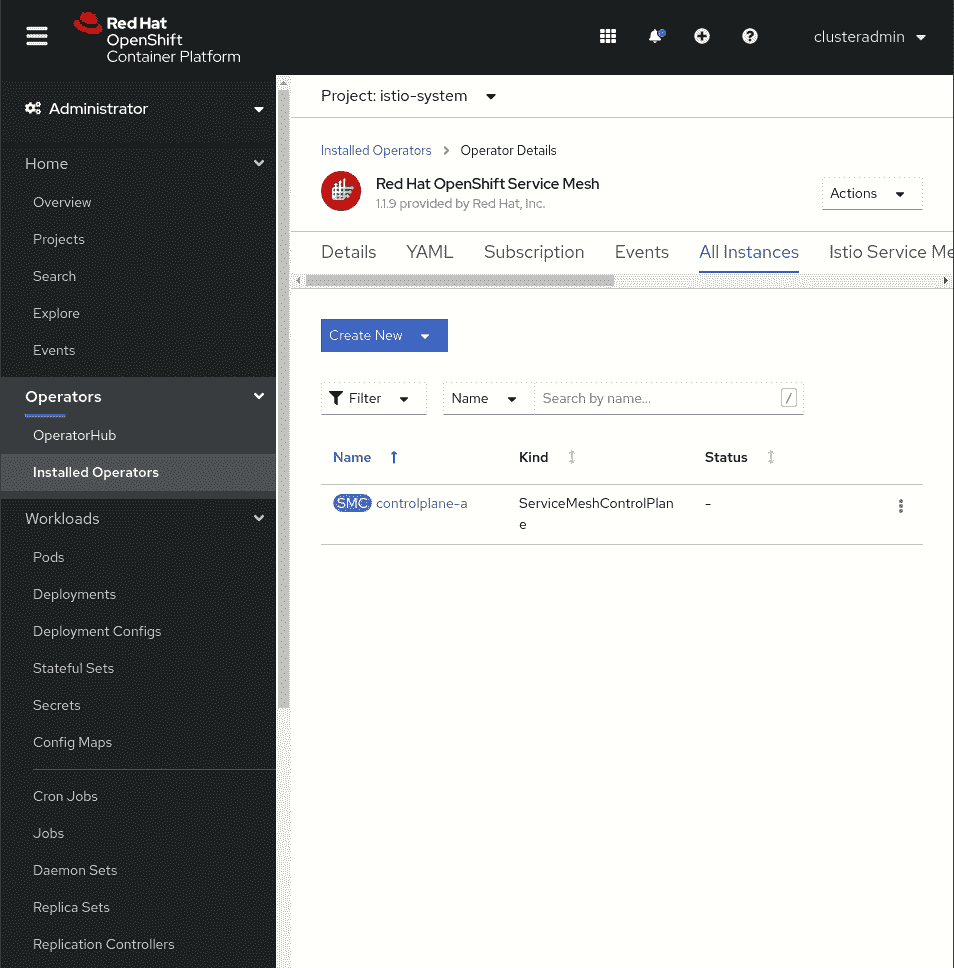 Red Hat
OpenShift
Container Platform
clusteradmin
Administrator
Home
Overview
Projects
Search
Explore
Events
Operators
OperatorHub
Installed Operators
Workloads
Pods
Deployments
Deployment Configs
Stateful Sets
Secrets
Config Maps
Cron Jobs
Jobs
Daemon Sets
Replica Sets
Replication Controllers
Project: istio-system
Installed Operators > Operator Details
Red Hat OpenShift Service Mesh
1.1.9 provided by Red Hat, Inc.
Actions
Details YAML Subscription Events All Instances Istio Service Me
Create New
Filter Name Search by name... /
Name Kind Status
SMC controlplane-a ServiceMeshControlPlan -
e